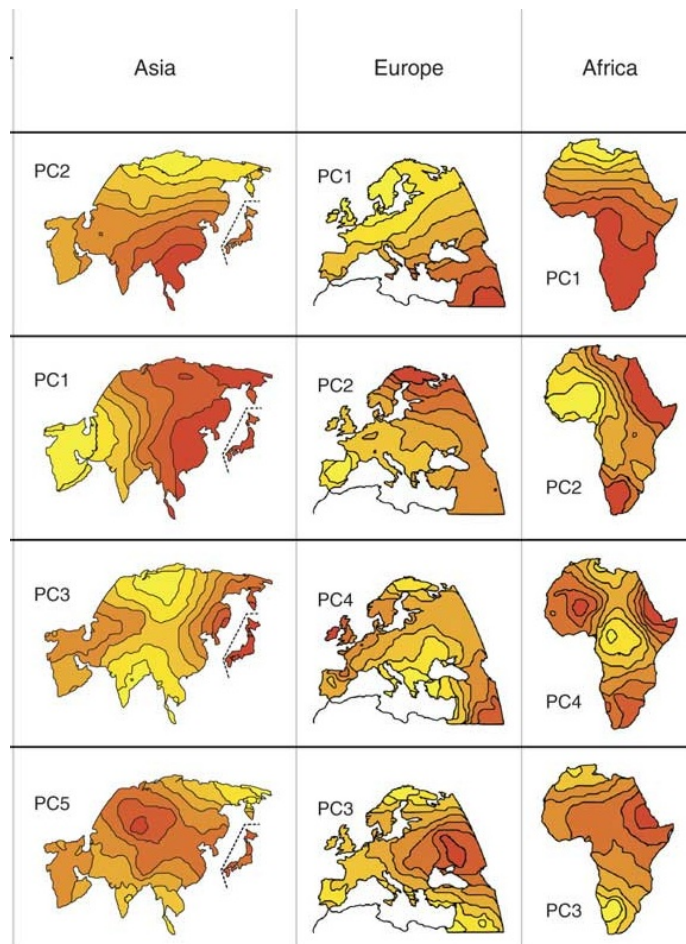 Asia Europe Africa
PC2 PC1 PC1
PC1 PC2 PC2
PC3 PC4 PC4
PC5 PC3 PC3